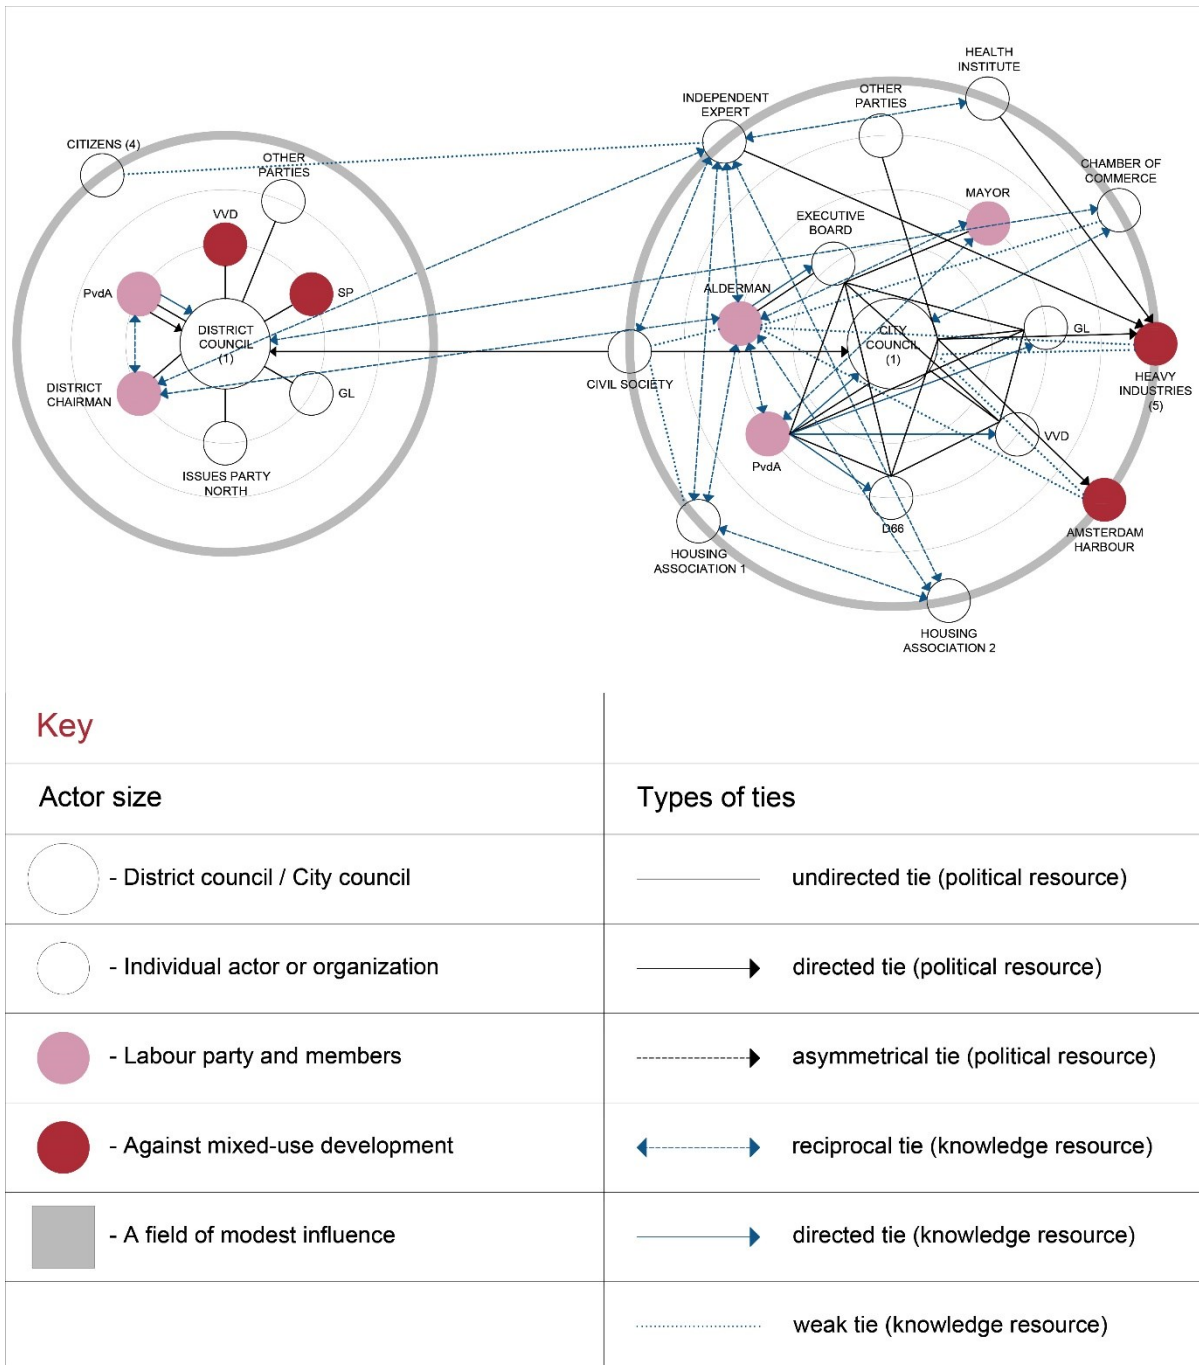 HEALTH
INSTITUTE
OTHER
PARTIES
INDEPENDENT
EXPERT
CITIZENS (4)
OTHER
PARTIES
CHAMBER OF
COMMERCE
MAYOR
VVD
EXECUTIVE
BOARD
PvdA
SP
ALDERMAN
DISTRICT
COUNCIL
(1)
CITY
COUNCIL
(1)
GL
HEAVY
INDUSTRIES
(5)
CIVIL SOCIETY
DISTRICT
CHAIRMAN
GL
VVD
PvdA
ISSUES PARTY
NORTH
D66
AMSTERDAM
HARBOUR
HOUSING
ASSOCIATION 1
HOUSING
ASSOCIATION 2
Key
Actor size
Types of ties
- District council / City council
undirected tie (political resource)
- Individual actor or organization
directed tie (political resource)
- Labour party and members
asymmetrical tie (political resource)
- Against mixed-use development
reciprocal tie (knowledge resource)
- A field of modest influence
directed tie (knowledge resource)
weak tie (knowledge resource)